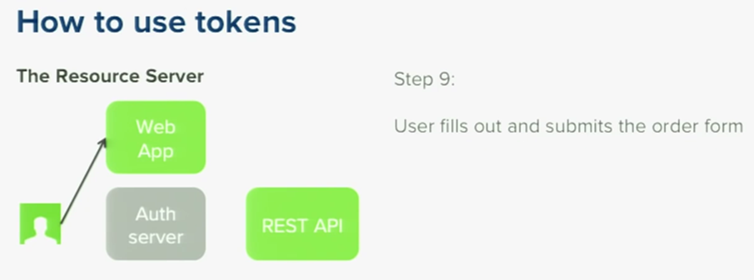 How to use tokens
The Resource Server
Step 9:
Web
App
User fills out and submits the order form
Auth
server
REST API